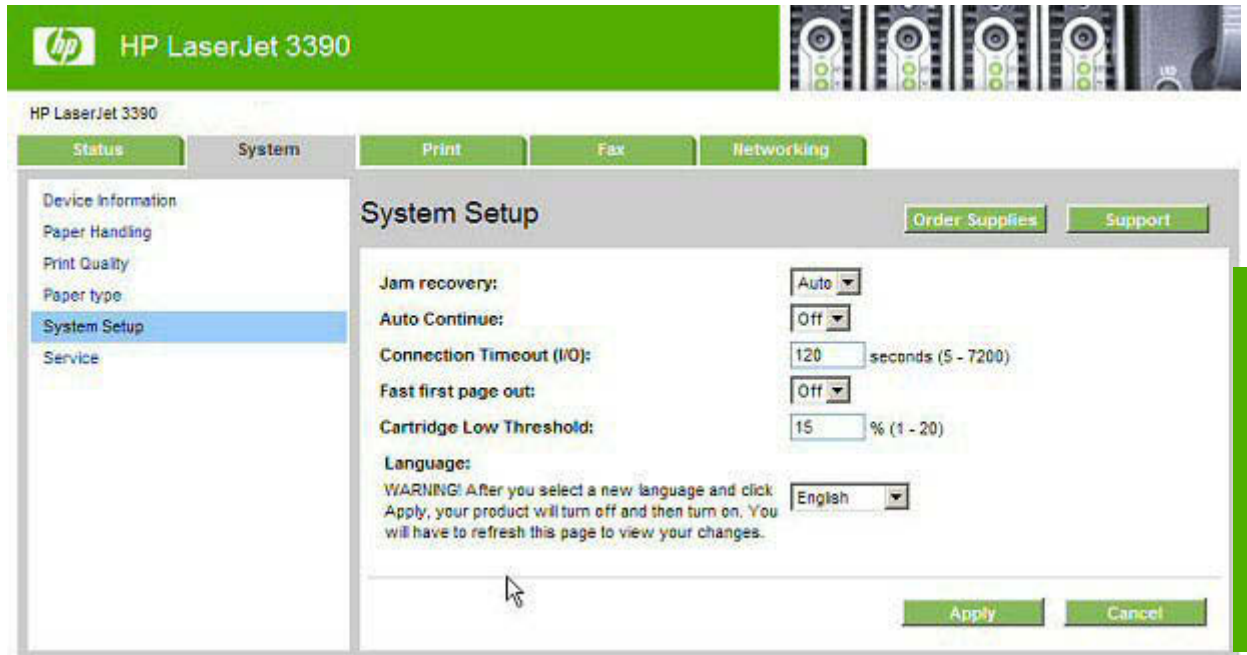 hp HP LaserJet 3390
HP LaserJet 3390
Status System Print Fax Networking
Device Information
Paper Handling
Print Quality
Paper type
System Setup
Service
System Setup
Order Supplies Support
Jam recovery: Auto
Auto Continue: Off
Connection Timeout (I/O): 120 seconds (5 - 7200)
Fast first page out: Off
Cartridge Low Threshold: 15 % (1 - 20)
Language:
WARNING! After you select a new language and click
Apply, your product will turn off and then turn on. You
will have to refresh this page to view your changes.
English
Apply Cancel